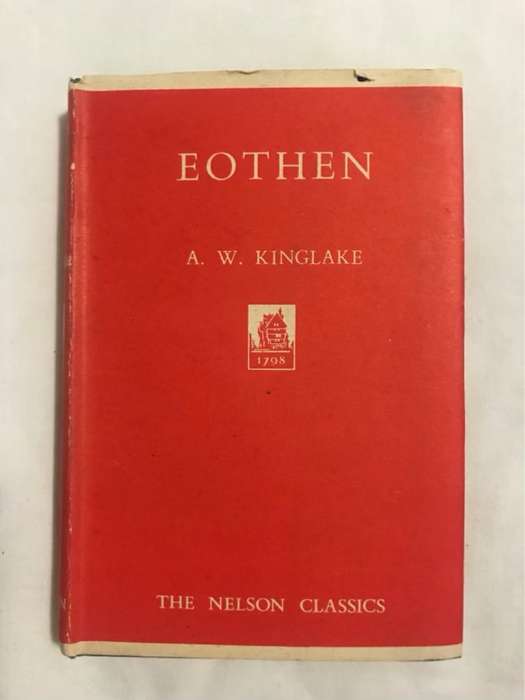 EOTHEN
A. W. KINGLAKE
1798
THE NELSON CLASSICS